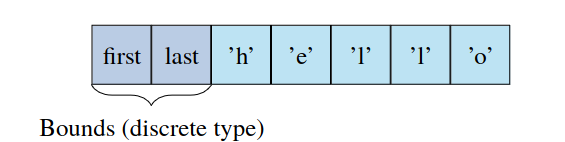 first last ’h’ ’e’ ’l’ ’l’ ’o’
Bounds (discrete type)